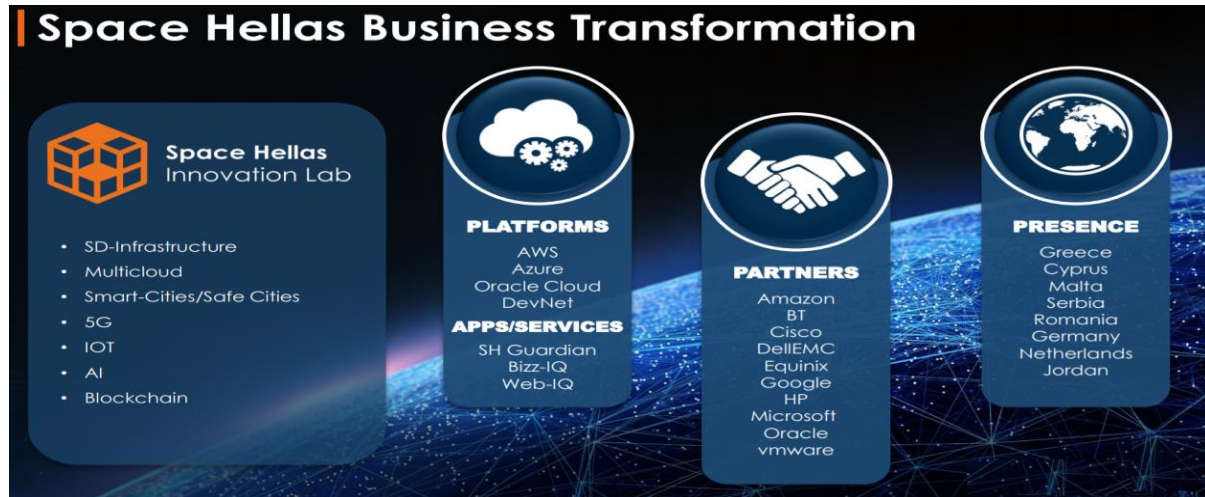 Space Hellas Business Transformation
Space Hellas
Innovation Lab
• SD-Infrastructure
• Multicloud
• Smart-Cities/Safe Cities
• 5G
• IOT
• AI
• Blockchain
PLATFORMS
AWS
Azure
Oracle Cloud
DevNet
APPS/SERVICES
SH Guardian
Bizz-IQ
Web-IQ
PARTNERS
Amazon
BT
Cisco
DellEMC
Equinix
Google
HP
Microsoft
Oracle
vmware
PRESENCE
Greece
Cyprus
Malta
Serbia
Romania
Germany
Netherlands
Jordan